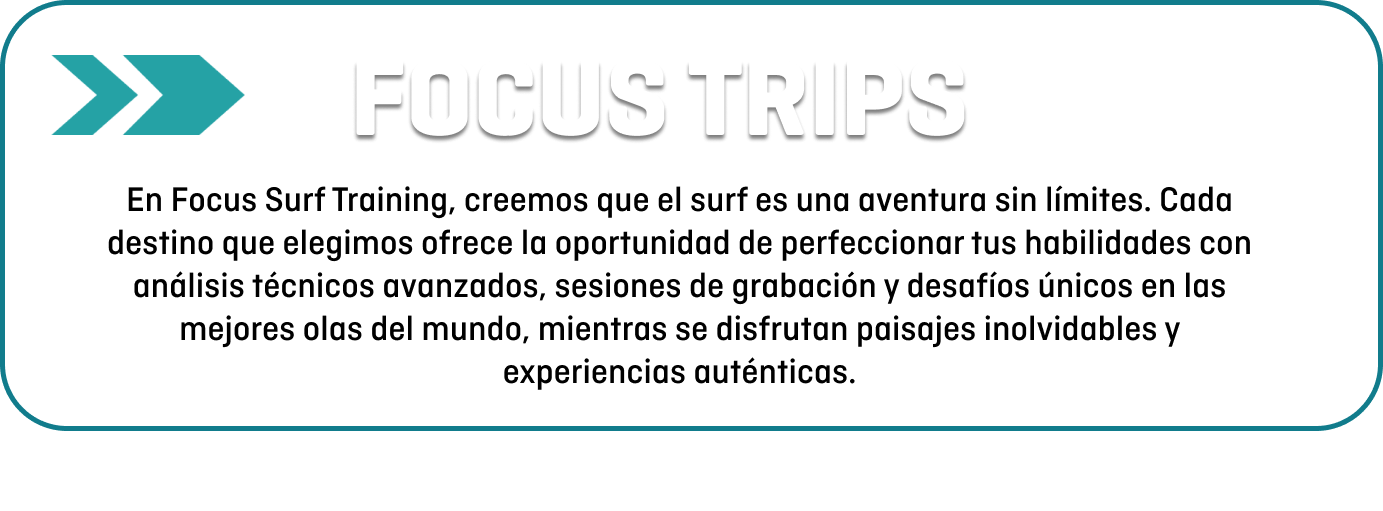 FOCUS TRIPS
En Focus Surf Training, creemos que el surf es una aventura sin límites. Cada
destino que elegimos ofrece la oportunidad de perfeccionar tus habilidades con
análisis técnicos avanzados, sesiones de grabación y desafíos únicos en las
mejores olas del mundo, mientras se disfrutan paisajes inolvidables y
experiencias auténticas.